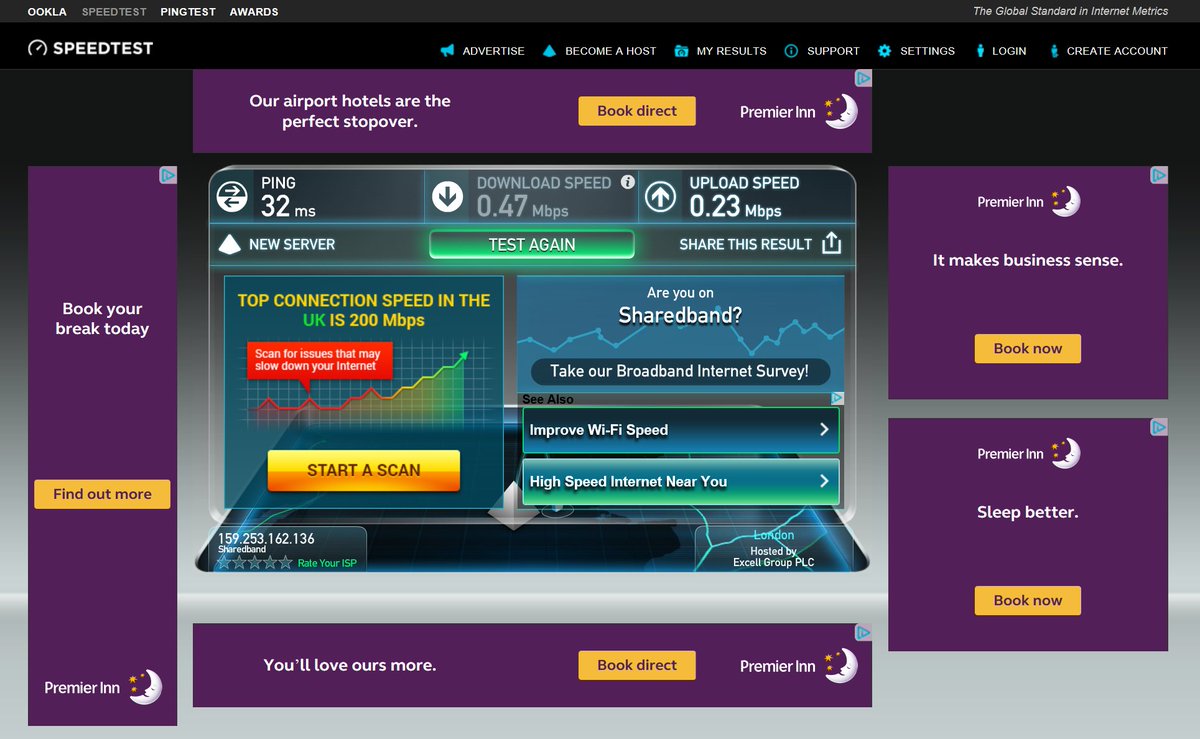 OOKLA SPEEDTEST PINGTEST AWARDS
The Global Standard in Internet Metrics
SPEEDTEST
ADVERTISE BECOME A HOST MY RESULTS SUPPORT SETTINGS LOGIN CREATE ACCOUNT
Our airport hotels are the
perfect stopover.
Book direct
Premier Inn
Book your
break today
Find out more
Premier Inn
PING
32 ms
DOWNLOAD SPEED
0.47 Mbps
UPLOAD SPEED
0.23 Mbps
NEW SERVER
TEST AGAIN
SHARE THIS RESULT
TOP CONNECTION SPEED IN THE
UK IS 200 Mbps
Scan for issues that may
slow down your Internet
START A SCAN
Are you on
Sharedband?
Take our Broadband Internet Survey!
See Also
Improve Wi-Fi Speed
High Speed Internet Near You
159.253.162.136
Sharedband
Rate Your ISP
London
Hosted by
Excell Group PLC
Premier Inn
It makes business sense.
Book now
Premier Inn
Sleep better.
Book now
You'll love ours more.
Book direct
Premier Inn